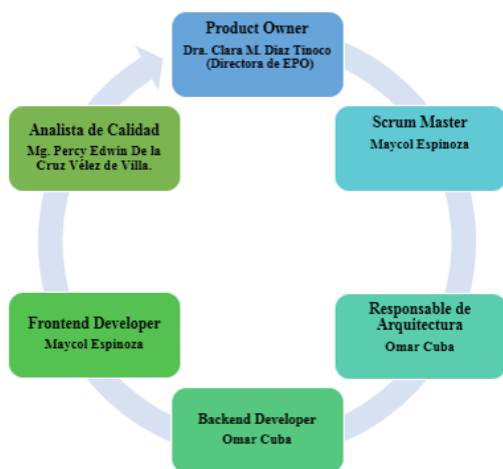 Product Owner
Dra. Clara M. Diaz Tinoco
(Directora de EPO)
Scrum Master
Maycol Espinoza
Responsable de
Arquitectura
Omar Cuba
Backend Developer
Omar Cuba
Frontend Developer
Maycol Espinoza
Analista de Calidad
Mg. Percy Edwin De la
Cruz Vélez de Villa.